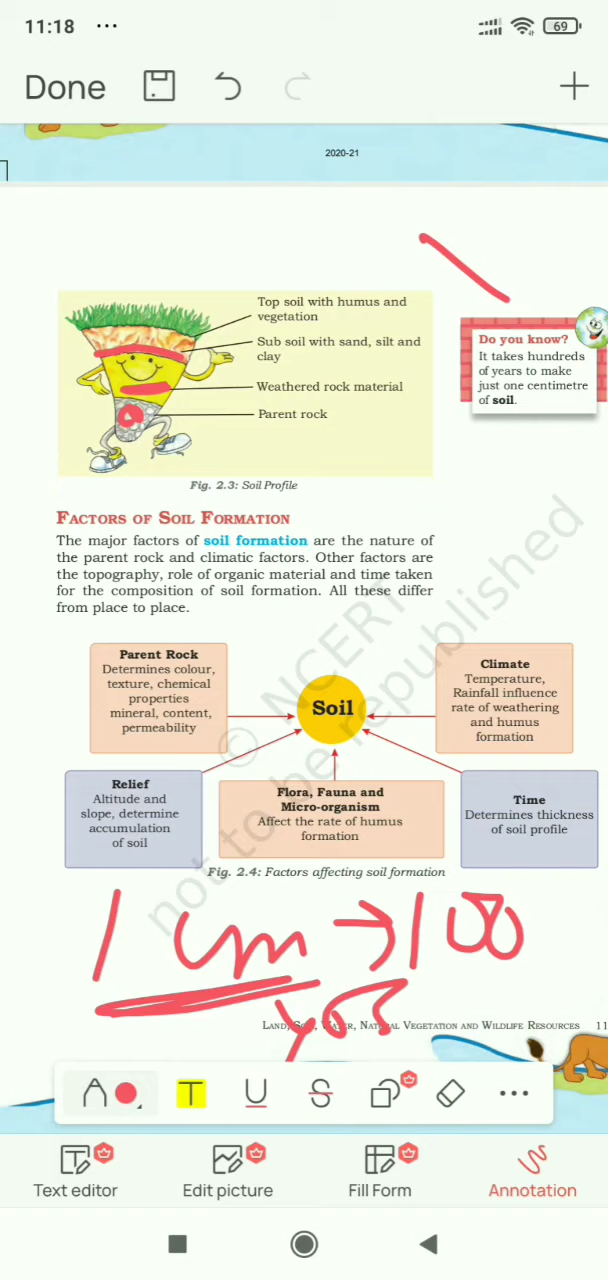 11:18 ...
69
Done
2020-21
Top soil with humus and
vegetation
Sub soil with sand, silt and
clay
Weathered rock material
Parent rock
Fig. 2.3: Soil Profile
Do you know?
It takes hundreds
of years to make
just one centimetre
of soil.
FACTORS OF SOIL FORMATION
The major factors of soil formation are the nature of
the parent rock and climatic factors. Other factors are
the topography, role of organic material and time taken
for the composition of soil formation. All these differ
from place to place.
Parent Rock
Determines colour,
texture, chemical
properties
mineral, content,
permeability
Climate
Temperature,
Rainfall influence
rate of weathering
and humus
formation
Soil
Relief
Altitude and
slope, determine
accumulation
of soil
Flora, Fauna and
Micro-organism
Affect the rate of humus
formation
Time
Determines thickness
of soil profile
Fig. 2.4: Factors affecting soil formation
© NCERT
not to be republished
1 cm → 100
LAND, SOIL, WATER, NATURAL VEGETATION AND WILDLIFE RESOURCES 11
T U S
Text editor
Edit picture
Fill Form
Annotation